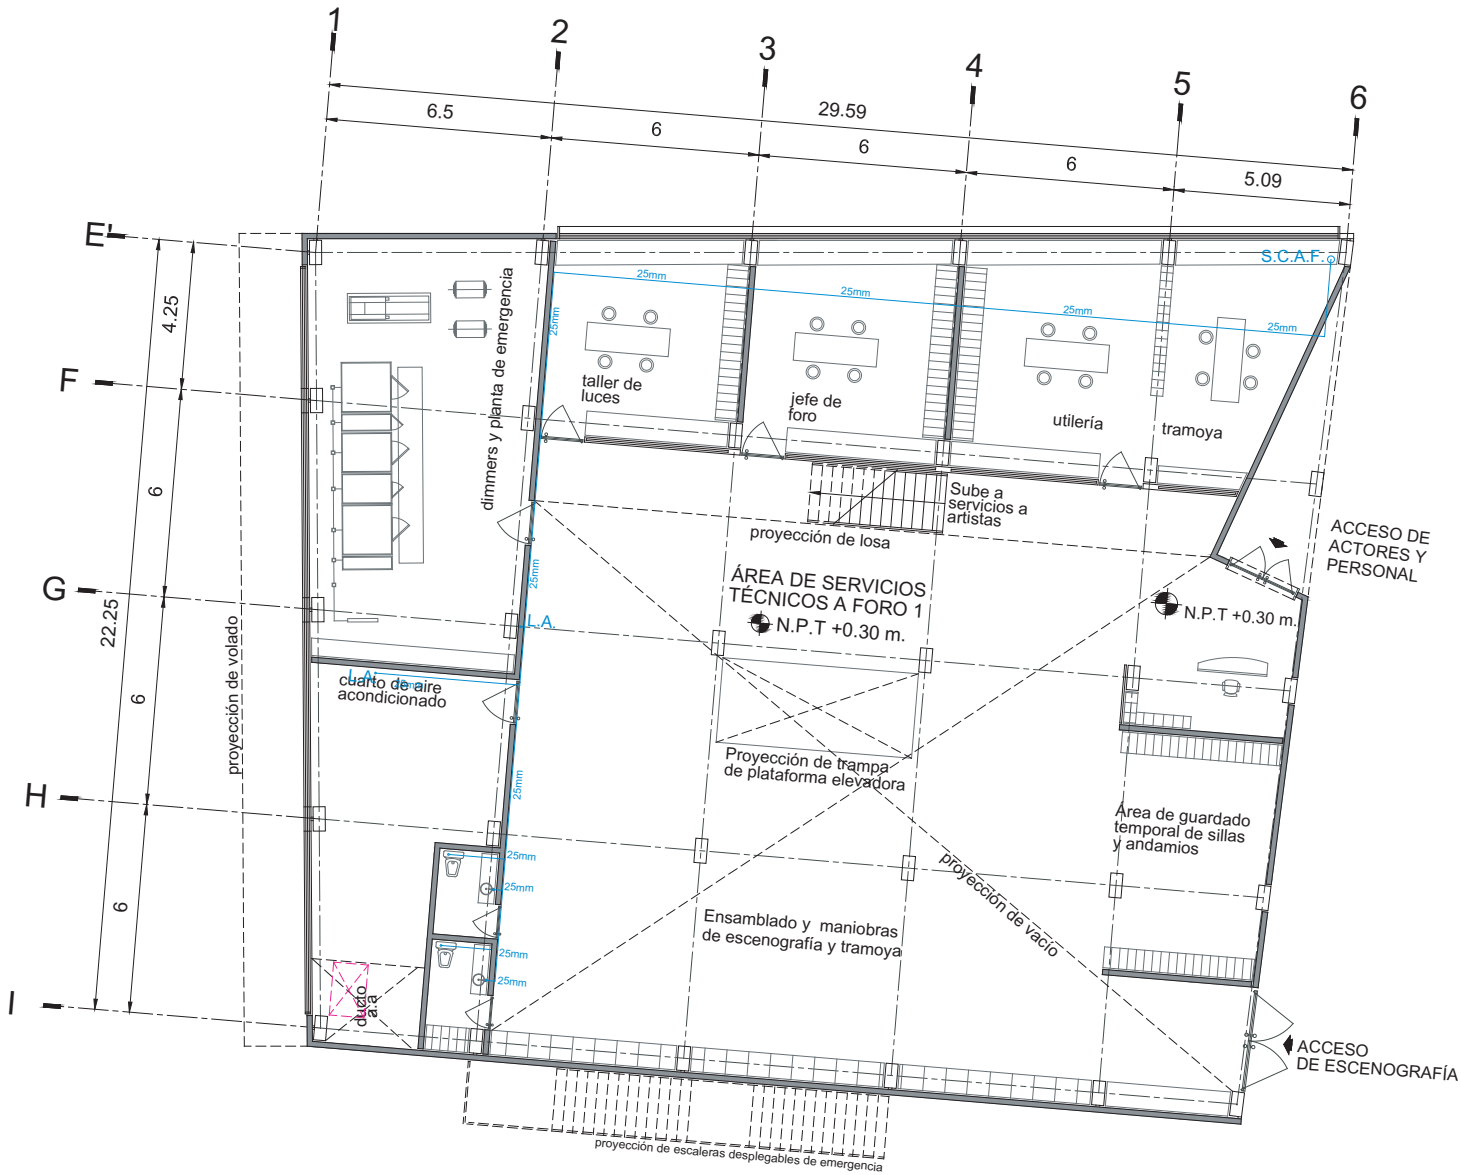 1
2
3
4
5
6
29.59
6.5
6
6
6
5.09
E'
F
G
H
I
4.25
6
22.25
6
6
S.C.A.F.
25mm
25mm
25mm
25mm
25mm
dimmers y planta de emergencia
taller de
luces
jefe de
foro
utilería
tramoya
Sube a
servicios a
artistas
proyección de losa
ACCESO DE
ACTORES Y
PERSONAL
ÁREA DE SERVICIOS
TÉCNICOS A FORO 1
N.P.T +0.30 m.
N.P.T +0.30 m.
25mm
L.A.
L.A.
25mm
cuarto de aire
acondicionado
proyección de volado
Proyección de trampa
de plataforma elevadora
25mm
Área de guardado
temporal de sillas
y andamios
25mm
25mm
proyección de vacío
Ensamblado y maniobras
de escenografía y tramoya
25mm
25mm
ducto
a.a
ACCESO
DE ESCENOGRAFÍA
proyección de escaleras desplegables de emergencia